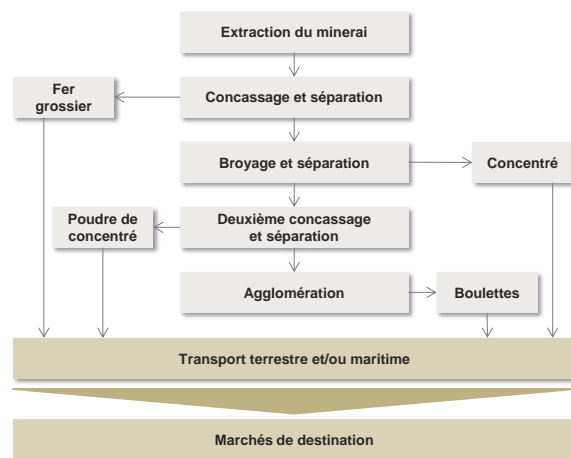 Extraction du minerai
Fer
grossier
Concassage et séparation
Broyage et séparation
Concentré
Poudre de
concentré
Deuxième concassage
et séparation
Agglomération
Boulettes
Transport terrestre et/ou maritime
Marchés de destination